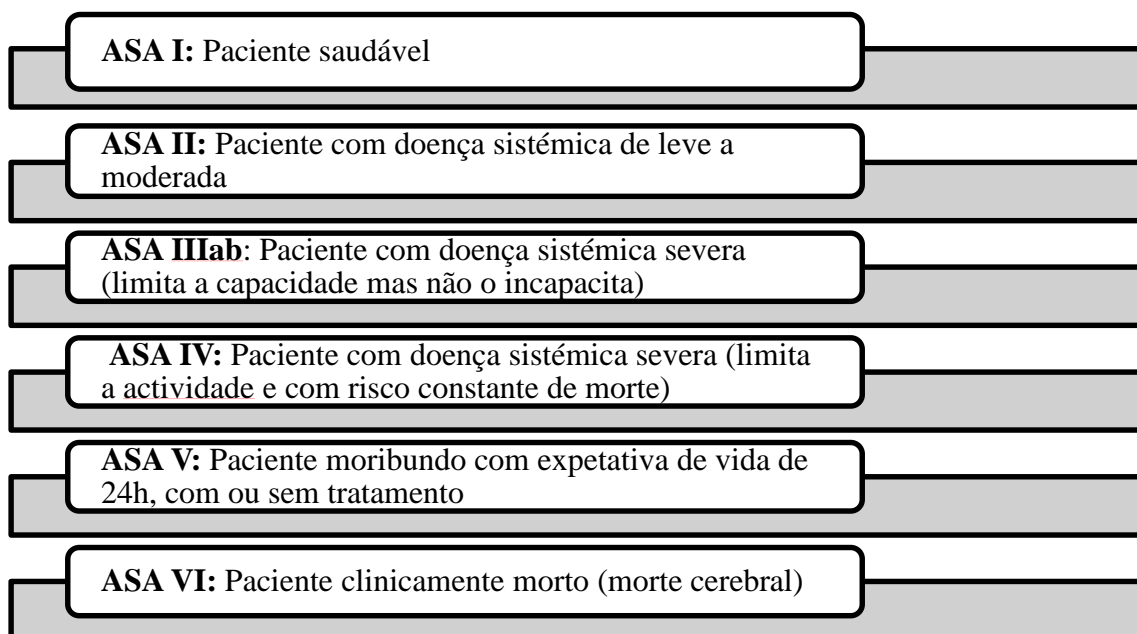 ASA I: Paciente saudável
ASA II: Paciente com doença sistémica de leve a
moderada
ASA IIIab: Paciente com doença sistémica severa
(limita a capacidade mas não o incapacita)
ASA IV: Paciente com doença sistémica severa (limita
a actividade e com risco constante de morte)
ASA V: Paciente moribundo com expetativa de vida de
24h, com ou sem tratamento
ASA VI: Paciente clinicamente morto (morte cerebral)